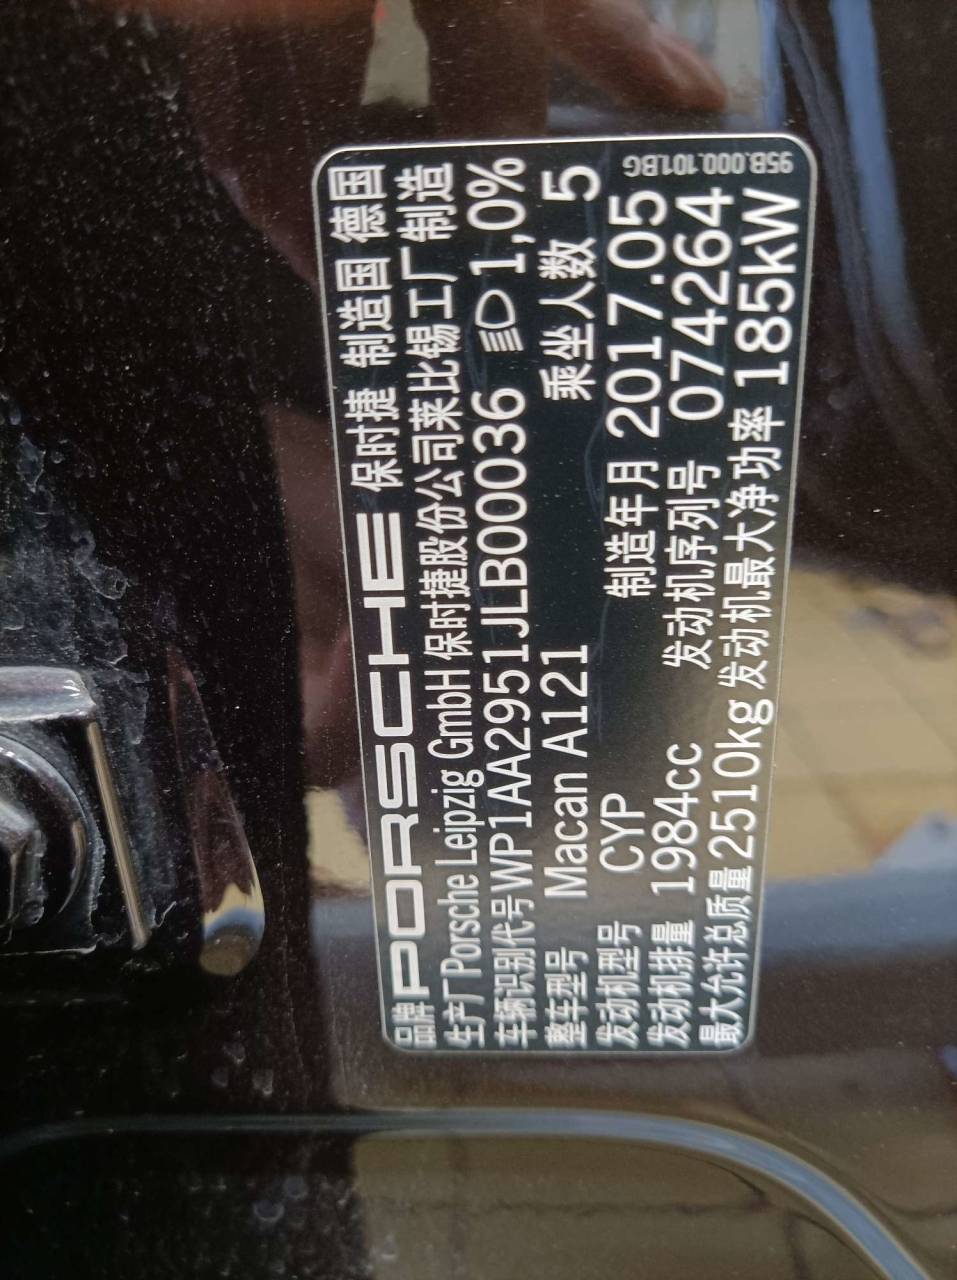 品牌 PORSCHE 保时捷 制造国 德国
生产厂 Porsche Leipzig GmbH 保时捷股份公司莱比锡工厂制造
车辆识别代号 WP1AA2951JLB00036 1,0%
整车型号 Macan A121 乘坐人数 5
发动机型号 CYP 制造年月 2017.05
发动机排量 1984cc 发动机序列号 074264
最大允许总质量 2510kg 发动机最大净功率 185kW
95B.000.101.BG